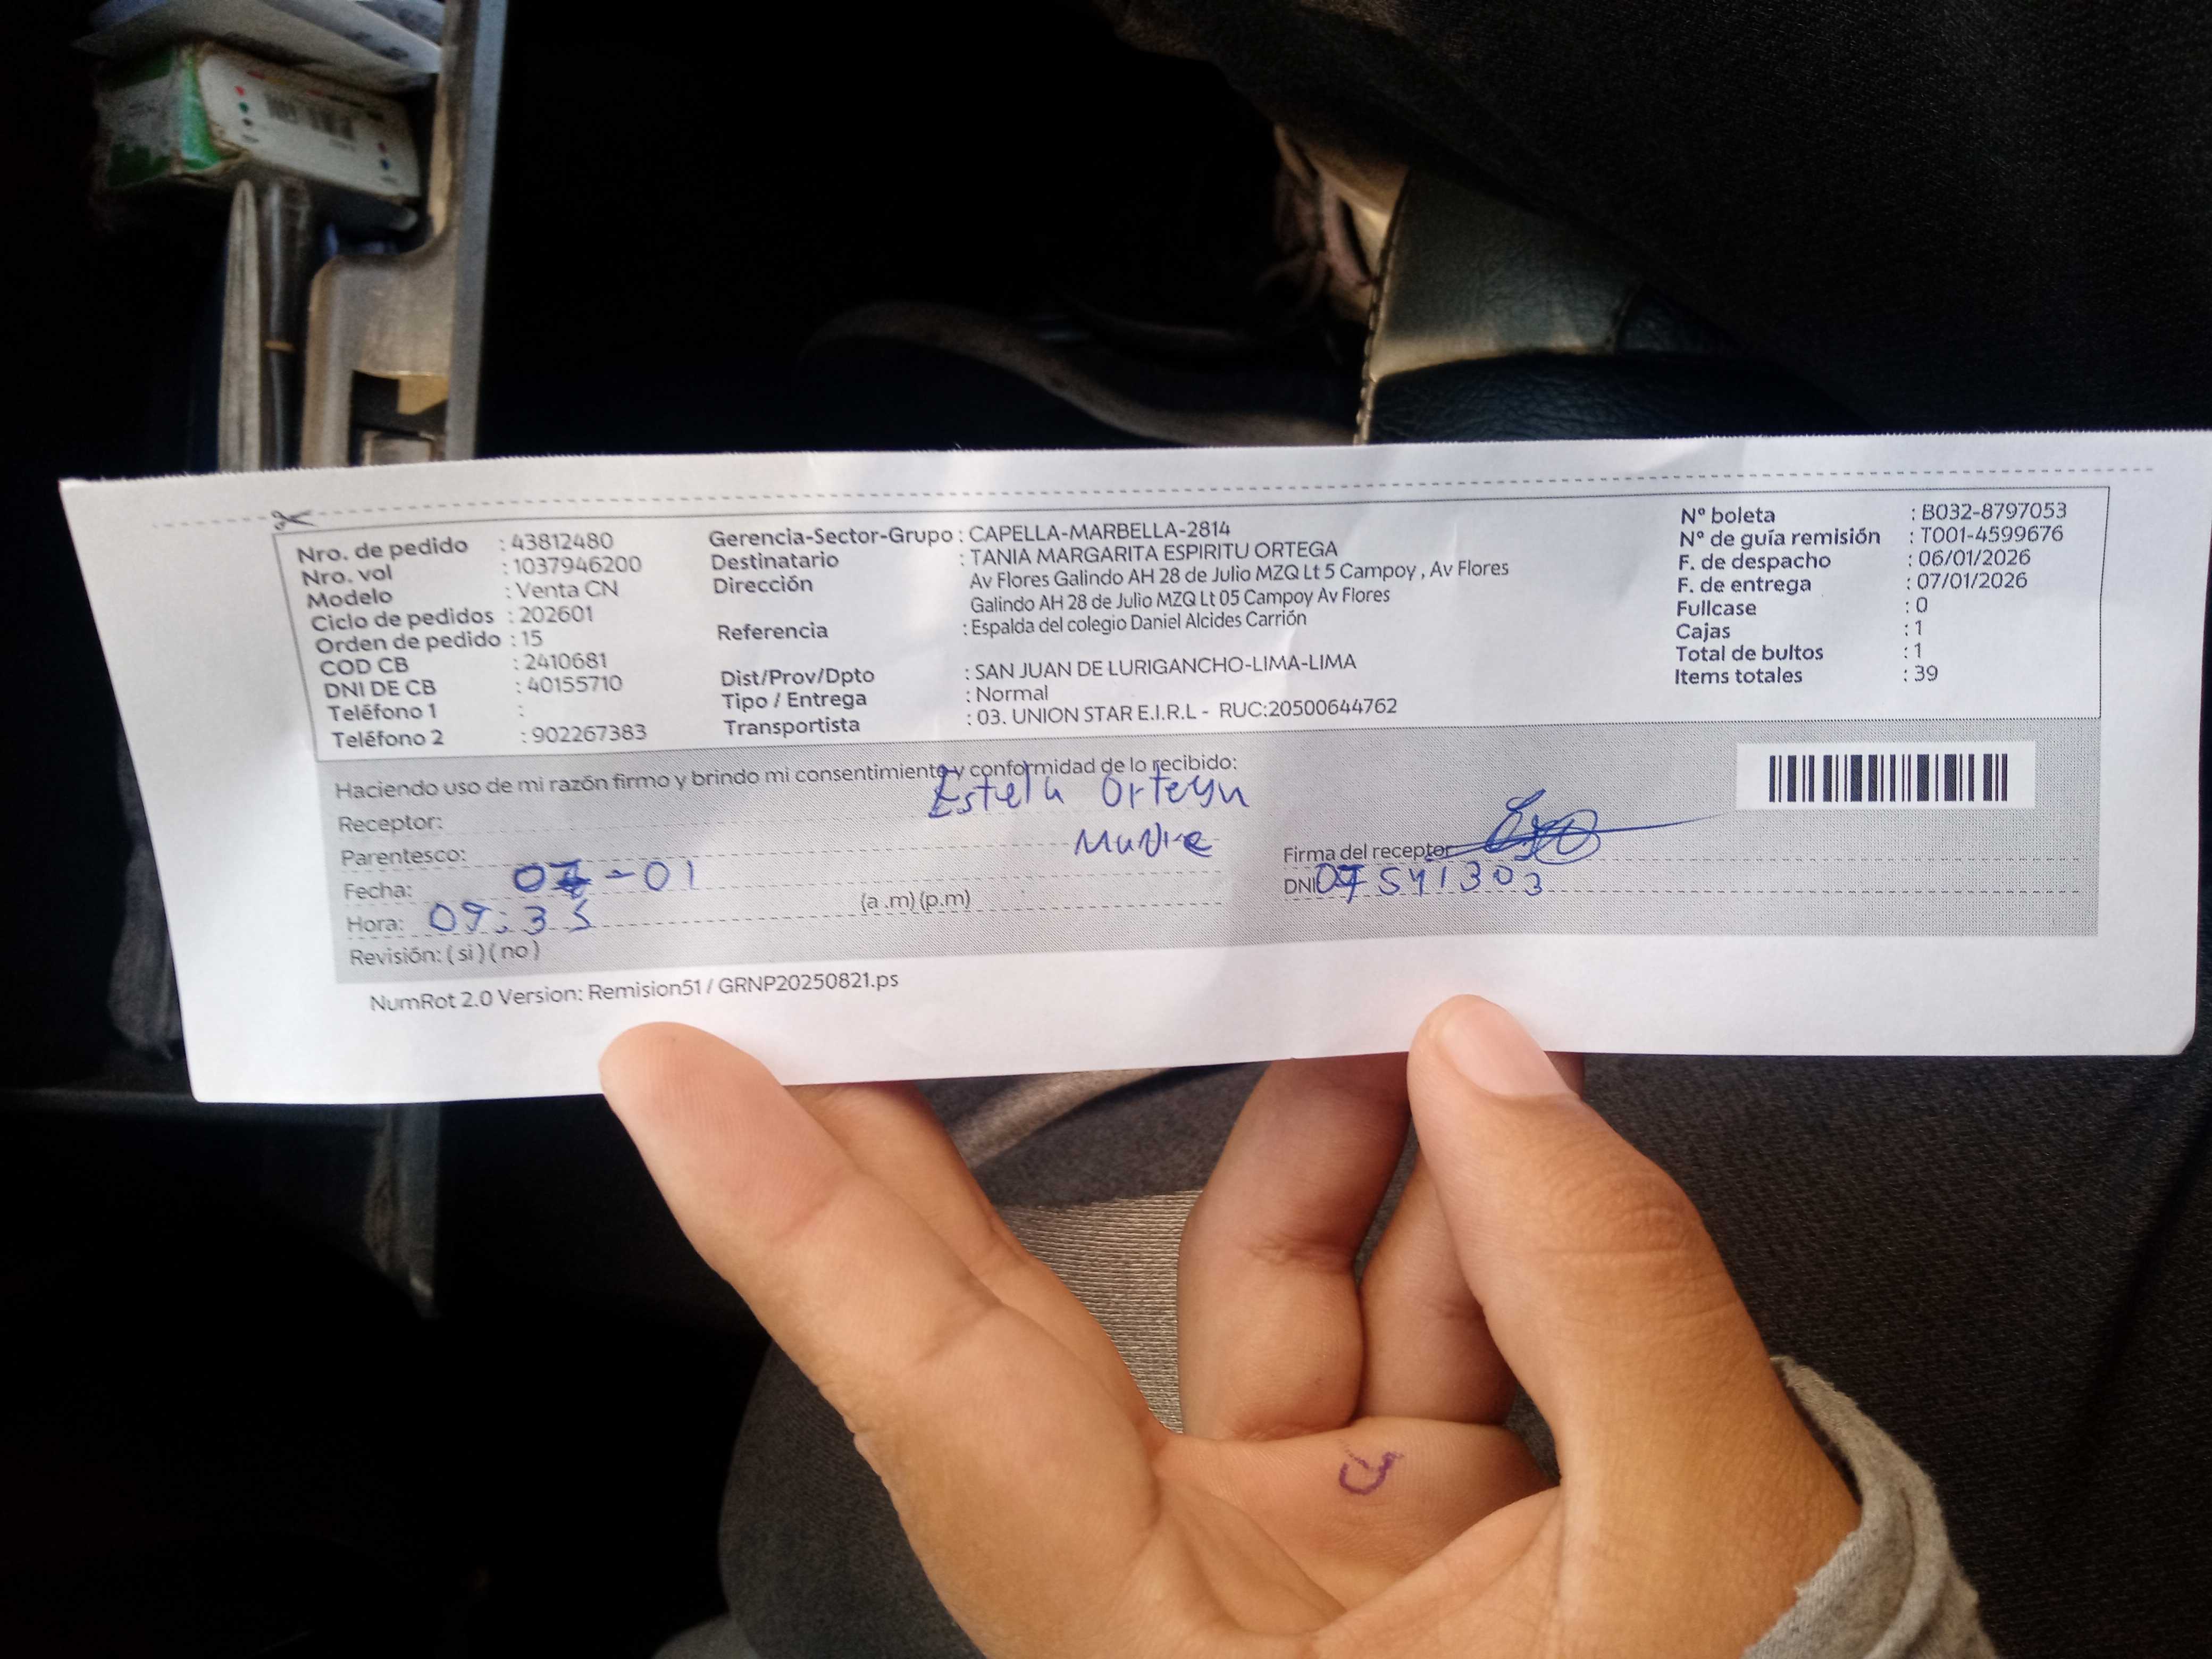 Nro. de pedido : 43812480
Nro. vol : 1037946200
Modelo : Venta CN
Ciclo de pedidos : 202601
Orden de pedido : 15
COD CB : 2410681
DNI DE CB : 40155710
Teléfono 1 :
Teléfono 2 : 902267383
Gerencia-Sector-Grupo : CAPELLA-MARBELLA-2814
Destinatario : TANIA MARGARITA ESPIRITU ORTEGA
Dirección Av Flores Galindo AH 28 de Julio MZQ Lt 5 Campoy , Av Flores
Galindo AH 28 de Julio MZQ Lt 05 Campoy Av Flores
Referencia : Espalda del colegio Daniel Alcides Carrión
Dist/Prov/Dpto : SAN JUAN DE LURIGANCHO-LIMA-LIMA
Tipo / Entrega : Normal
Transportista : 03. UNION STAR E.I.R.L - RUC:20500644762
Nº boleta : B032-8797053
Nº de guía remisión : T001-4599676
F. de despacho : 06/01/2026
F. de entrega : 07/01/2026
Fullcase : 0
Cajas : 1
Total de bultos : 1
Items totales : 39
Haciendo uso de mi razón firmo y brindo mi consentimiento y conformidad de lo recibido:
Receptor: Estela Ortega
Parentesco: Madre
Fecha: 07-01
Hora: 09:35 (a .m) (p.m)
Revisión: ( si ) ( no )
Firma del receptor
DNI 07541303
NumRot 2.0 Version: Remision51 / GRNP20250821.ps